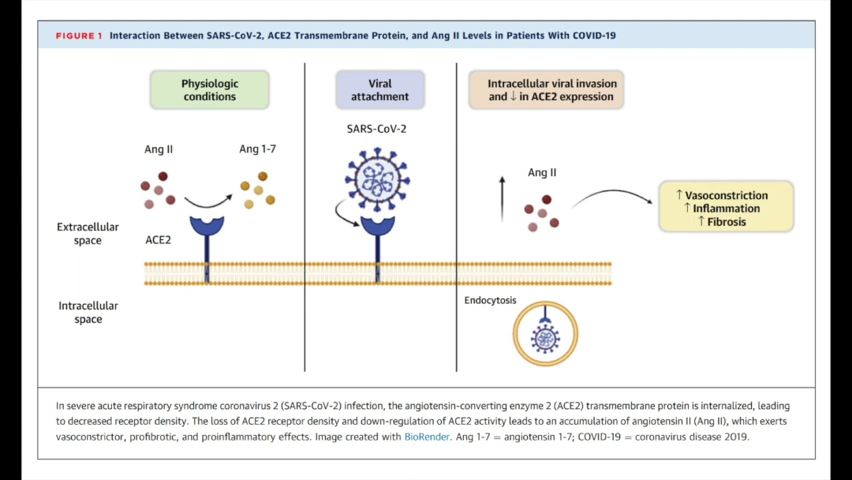 FIGURE 1 Interaction Between SARS-CoV-2, ACE2 Transmembrane Protein, and Ang II Levels in Patients With COVID-19
Physiologic
conditions
Viral
attachment
Intracellular viral invasion
and ↓ in ACE2 expression
SARS-CoV-2
Ang II
Ang 1-7
Ang II
↑ Vasoconstriction
↑ Inflammation
↑ Fibrosis
Extracellular
space
ACE2
Intracellular
space
Endocytosis
In severe acute respiratory syndrome coronavirus 2 (SARS-CoV-2) infection, the angiotensin-converting enzyme 2 (ACE2) transmembrane protein is internalized, leading
to decreased receptor density. The loss of ACE2 receptor density and down-regulation of ACE2 activity leads to an accumulation of angiotensin II (Ang II), which exerts
vasoconstrictor, profibrotic, and proinflammatory effects. Image created with BioRender. Ang 1-7 = angiotensin 1-7; COVID-19 = coronavirus disease 2019.